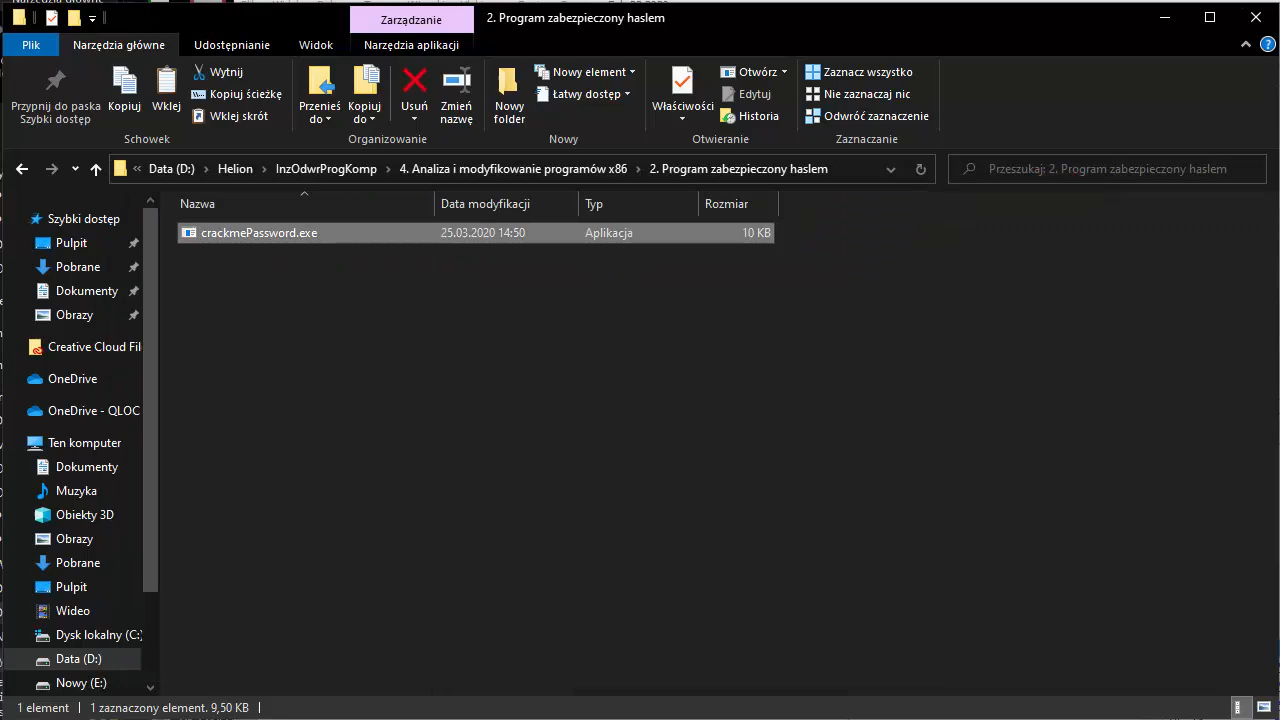 Zarządzanie
2. Program zabezpieczony haslem
Plik
Narzędzia główne
Udostępnianie
Widok
Narzędzia aplikacji
Przypnij do paska
Szybki dostęp
Kopiuj
Wklej
Wytnij
Kopiuj ścieżkę
Wklej skrót
Schowek
Przenieś
do
Kopiuj
do
Usuń
Zmień
nazwę
Organizowanie
Nowy
folder
Nowy element
Łatwy dostęp
Nowy
Właściwości
Otwórz
Edytuj
Historia
Otwieranie
Zaznacz wszystko
Nie zaznaczaj nic
Odwróć zaznaczenie
Zaznaczanie
« Data (D:) > Helion > InzOdwrProgKomp > 4. Analiza i modyfikowanie programów x86 > 2. Program zabezpieczony haslem
Przeszukaj: 2. Program zabezpieczony haslem
Nazwa
Data modyfikacji
Typ
Rozmiar
crackmePassword.exe
25.03.2020 14:50
Aplikacja
10 KB
Szybki dostęp
Pulpit
Pobrane
Dokumenty
Obrazy
Creative Cloud Fil
OneDrive
OneDrive - QLOC
Ten komputer
Dokumenty
Muzyka
Obiekty 3D
Obrazy
Pobrane
Pulpit
Wideo
Dysk lokalny (C:)
Data (D:)
Nowy (E:)
1 element
1 zaznaczony element. 9,50 KB